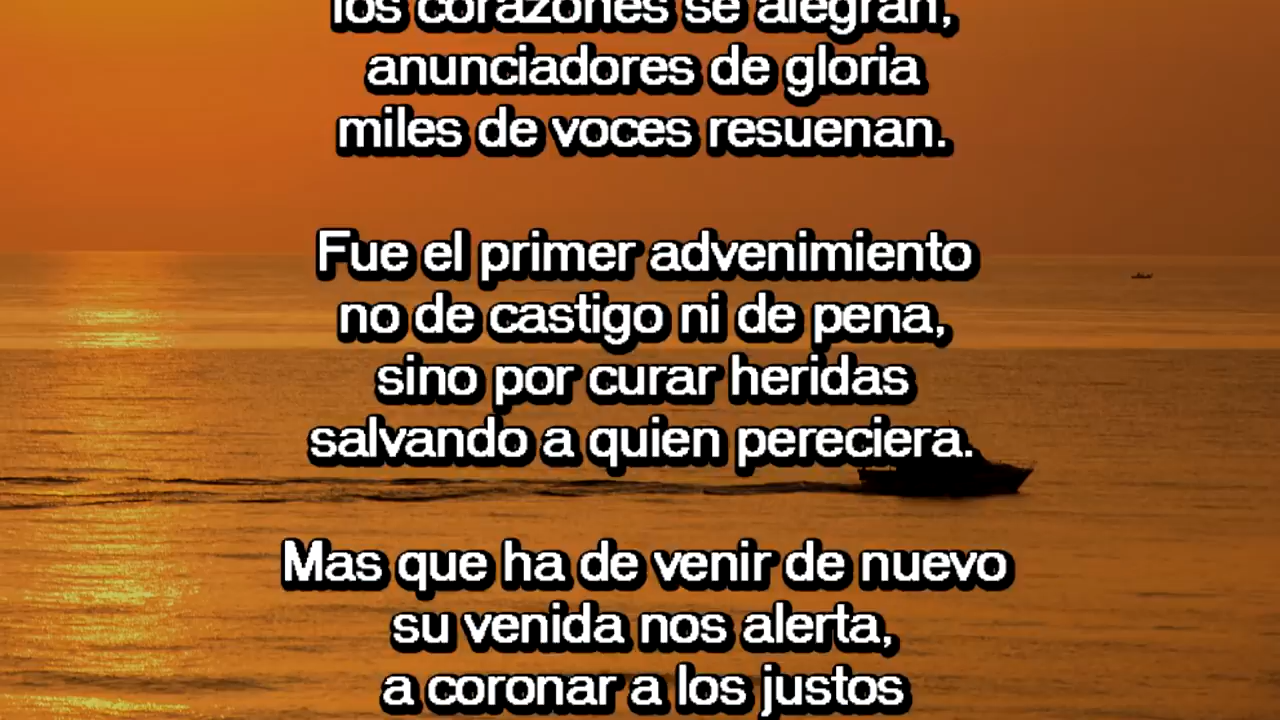 los corazones se alegran,
anunciadores de gloria
miles de voces resuenan.
Fue el primer advenimiento
no de castigo ni de pena,
sino por curar heridas
salvando a quien pereciera.
Mas que ha de venir de nuevo
su venida nos alerta,
a coronar a los justos